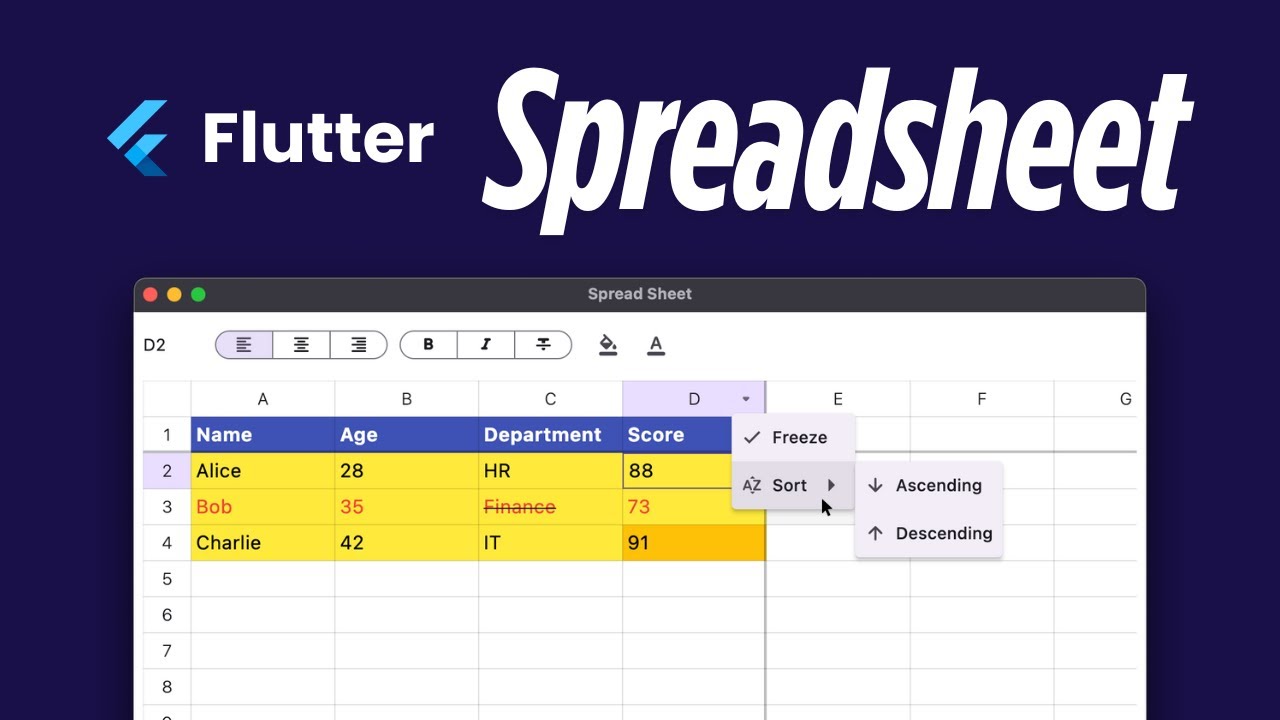 Flutter Spreadsheet
Spread Sheet
D2 B I T A
A B C D E F G
1 Name Age Department Score
Freeze
2 Alice 28 HR 88
AZ Sort Ascending
3 Bob 35 Finance 73
Descending
4 Charlie 42 IT 91
5
6
7
8